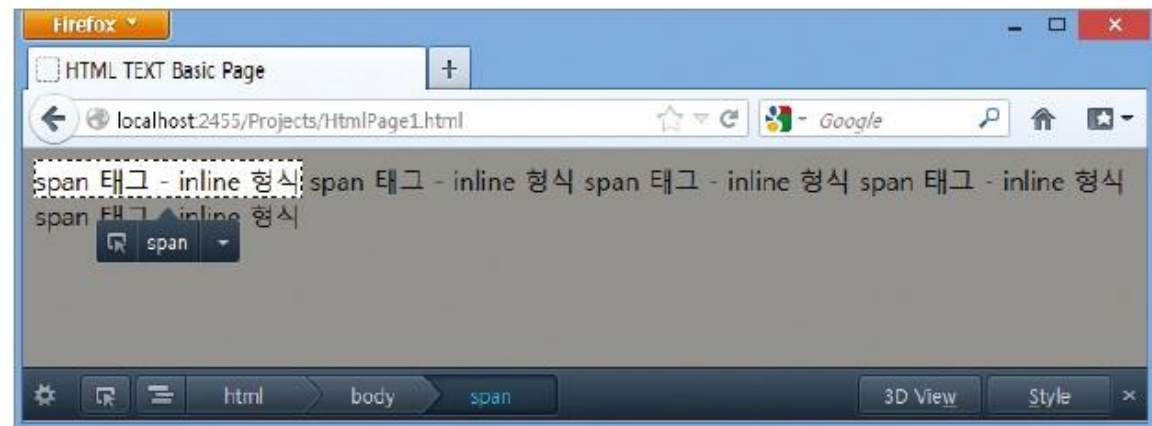 Firefox
HTML TEXT Basic Page
+
localhost:2455/Projects/HtmlPage1.html
Google
span 태그 - inline 형식 span 태그 - inline 형식 span 태그 - inline 형식 span 태그 - inline 형식
span 태그 - inline 형식
span
html body span 3D View Style ×